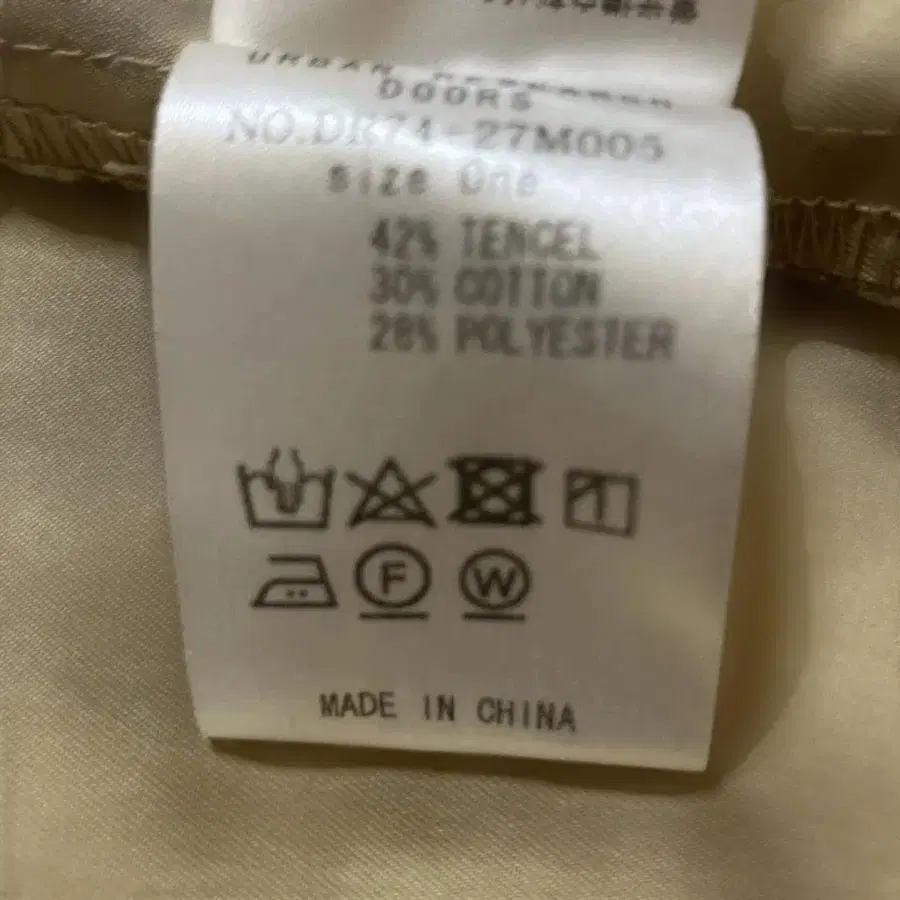 URBAN RESEARCH
DOORS
NO.DR74-27M005
size One
42% TENCEL
30% COTTON
28% POLYESTER
F W
MADE IN CHINA